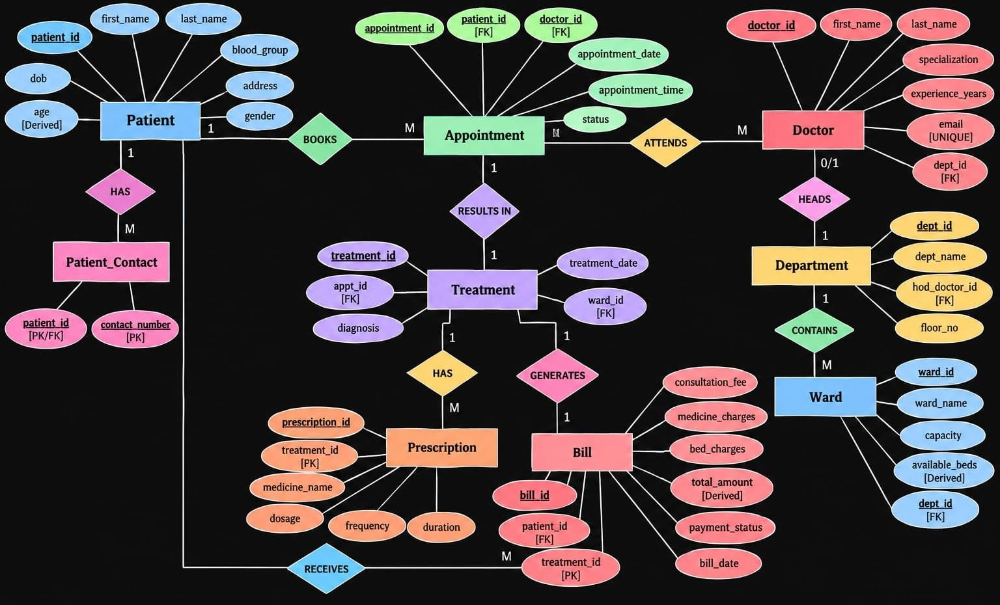 patient_id
first_name
last_name
blood_group
dob
address
age
[Derived]
gender
Patient
1
BOOKS
M
1
HAS
M
Patient_Contact
patient_id
[PK/FK]
contact_number
[PK]
appointment_id
patient_id
[FK]
doctor_id
[FK]
appointment_date
appointment_time
status
Appointment
ATTENDS
M
1
RESULTS IN
1
doctor_id
first_name
last_name
specialization
experience_years
email
[UNIQUE]
dept_id
[FK]
Doctor
0/1
HEADS
1
dept_id
dept_name
hod_doctor_id
[FK]
floor_no
Department
1
CONTAINS
M
Ward
ward_id
ward_name
capacity
available_beds
[Derived]
dept_id
[FK]
treatment_id
appt_id
[FK]
diagnosis
Treatment
treatment_date
ward_id
[FK]
1
HAS
M
1
GENERATES
1
prescription_id
treatment_id
[PK]
medicine_name
dosage
frequency
duration
Prescription
Bill
consultation_fee
medicine_charges
bed_charges
total_amount
[Derived]
payment_status
bill_date
bill_id
patient_id
[FK]
treatment_id
[PK]
RECEIVES
M